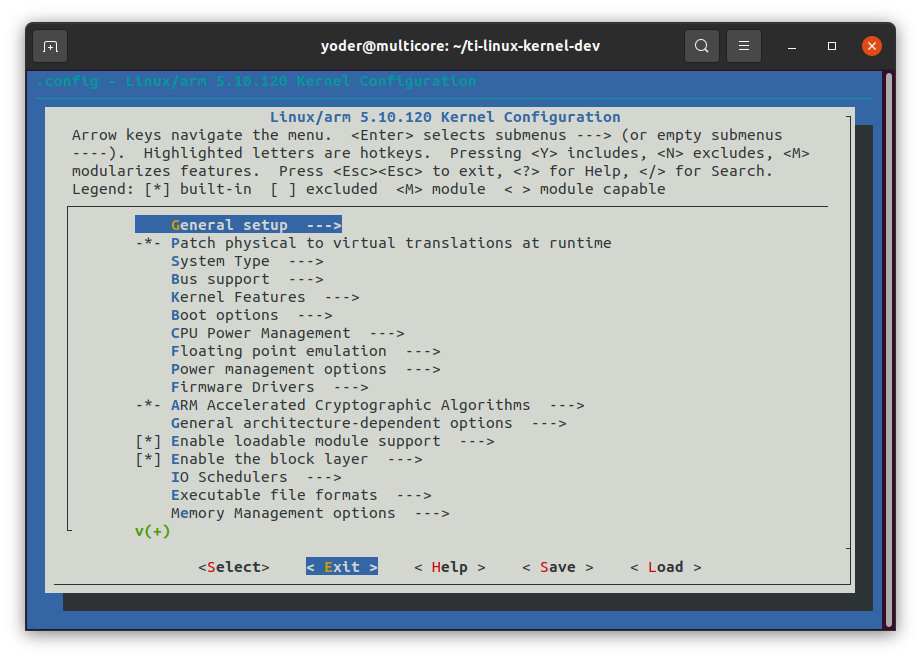 yoder@multicore: ~/ti-linux-kernel-dev
.config - Linux/arm 5.10.120 Kernel Configuration
Linux/arm 5.10.120 Kernel Configuration
Arrow keys navigate the menu.  <Enter> selects submenus ---> (or empty submenus
----).  Highlighted letters are hotkeys.  Pressing <Y> includes, <N> excludes, <M>
modularizes features.  Press <Esc><Esc> to exit, <?> for Help, </> for Search.
Legend: [*] built-in  [ ] excluded  <M> module  < > module capable
General setup  --->
-*- Patch physical to virtual translations at runtime
System Type  --->
Bus support  --->
Kernel Features  --->
Boot options  --->
CPU Power Management  --->
Floating point emulation  --->
Power management options  --->
Firmware Drivers  --->
-*- ARM Accelerated Cryptographic Algorithms  --->
General architecture-dependent options  --->
[*] Enable loadable module support  --->
[*] Enable the block layer  --->
IO Schedulers  --->
Executable file formats  --->
Memory Management options  --->
v(+)
<Select>    < Exit >    < Help >    < Save >    < Load >